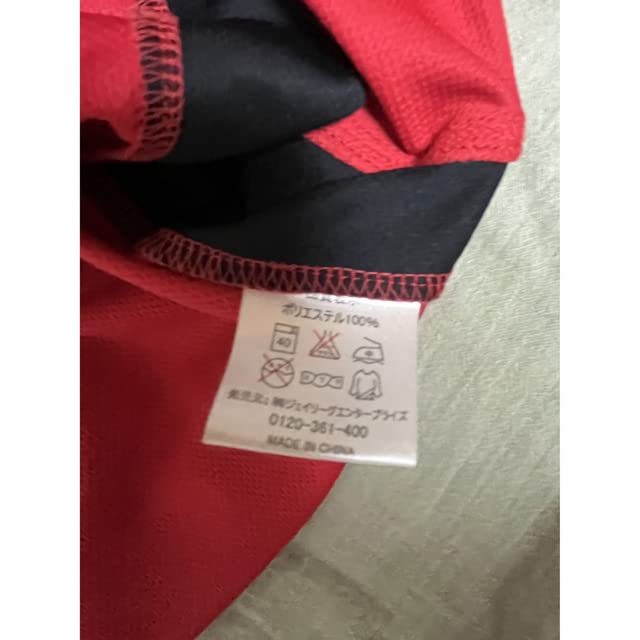 ポリエステル100%
40
発売元：㈱ジェイリーグエンタープライズ
0120-361-400
MADE IN CHINA